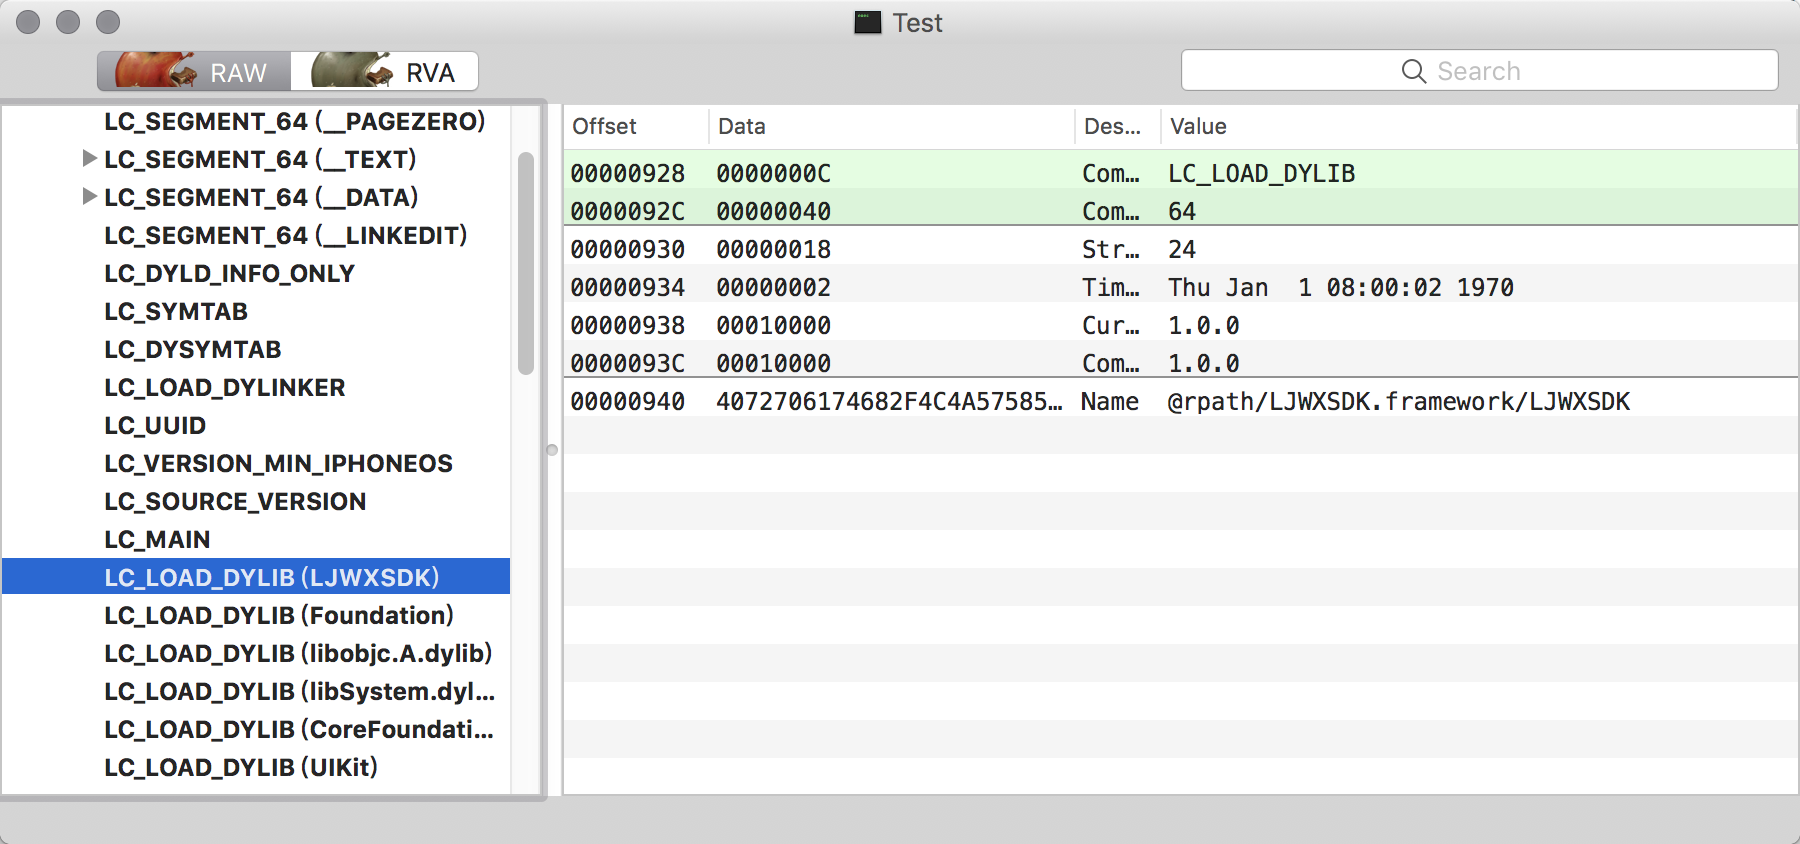 Test
RAW RVA Search
LC_SEGMENT_64 (__PAGEZERO)
LC_SEGMENT_64 (__TEXT)
LC_SEGMENT_64 (__DATA)
LC_SEGMENT_64 (__LINKEDIT)
LC_DYLD_INFO_ONLY
LC_SYMTAB
LC_DYSYMTAB
LC_LOAD_DYLINKER
LC_UUID
LC_VERSION_MIN_IPHONEOS
LC_SOURCE_VERSION
LC_MAIN
LC_LOAD_DYLIB (LJWXSDK)
LC_LOAD_DYLIB (Foundation)
LC_LOAD_DYLIB (libobjc.A.dylib)
LC_LOAD_DYLIB (libSystem.dyl...
LC_LOAD_DYLIB (CoreFoundati...
LC_LOAD_DYLIB (UIKit)
Offset Data Des... Value
00000928 0000000C Com... LC_LOAD_DYLIB
0000092C 00000040 Com... 64
00000930 00000018 Str... 24
00000934 00000002 Tim... Thu Jan  1 08:00:02 1970
00000938 00010000 Cur... 1.0.0
0000093C 00010000 Com... 1.0.0
00000940 4072706174682F4C4A57585... Name @rpath/LJWXSDK.framework/LJWXSDK